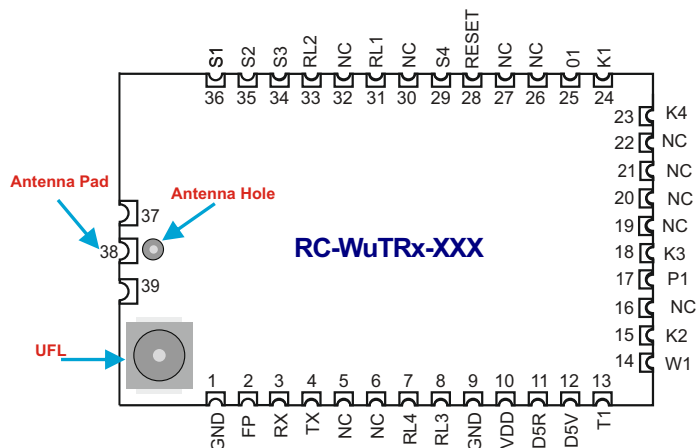 S1 S2 S3 RL2 NC RL1 NC S4 RESET NC NC 01 K1
36 35 34 33 32 31 30 29 28 27 26 25 24
23 K4
22 NC
21 NC
20 NC
19 NC
18 K3
17 P1
16 NC
15 K2
14 W1
Antenna Pad
Antenna Hole
37
38
39
RC-WuTRx-XXX
UFL
1 2 3 4 5 6 7 8 9 10 11 12 13
GND FP RX TX NC NC RL4 RL3 GND VDD D5R D5V T1